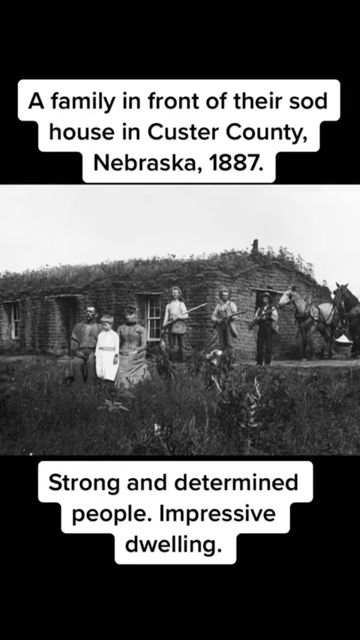 A family in front of their sod
house in Custer County,
Nebraska, 1887.
Strong and determined
people. Impressive
dwelling.